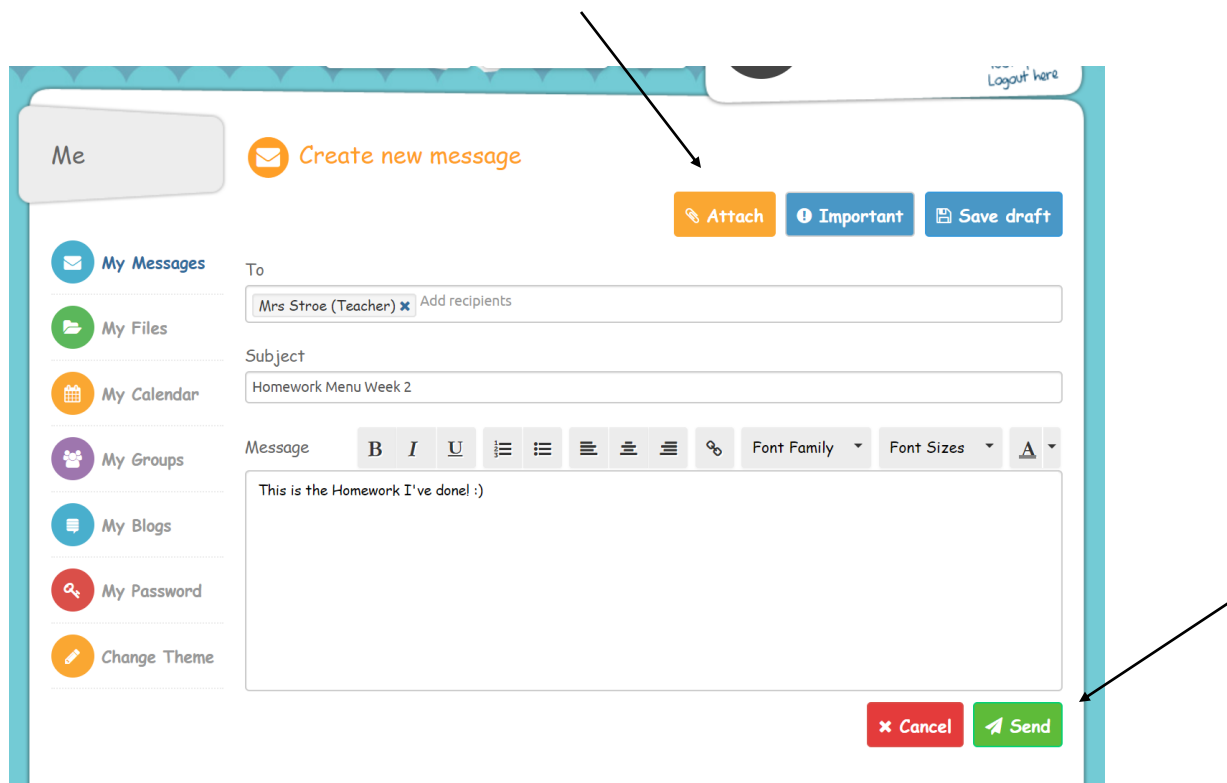 Logout here
Me
Create new message
Attach
Important
Save draft
My Messages
To
Mrs Stroe (Teacher) Add recipients
My Files
Subject
Homework Menu Week 2
My Calendar
Message B I U Font Family Font Sizes A
My Groups
This is the Homework I've done! :)
My Blogs
My Password
Change Theme
Cancel
Send